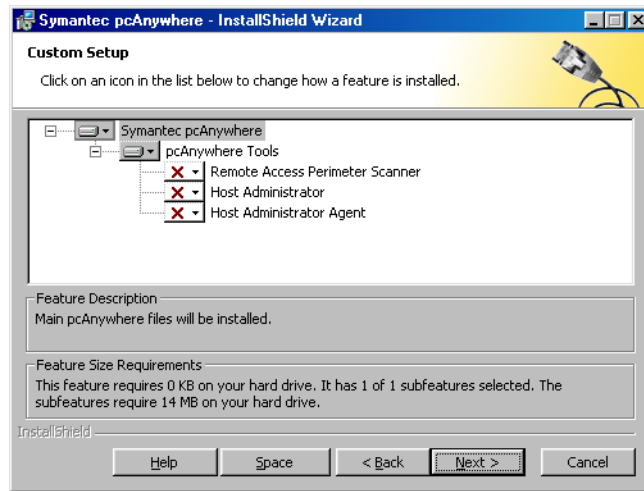 Symantec pcAnywhere - InstallShield Wizard
Custom Setup
Click on an icon in the list below to change how a feature is installed.
Symantec pcAnywhere
pcAnywhere Tools
Remote Access Perimeter Scanner
Host Administrator
Host Administrator Agent
Feature Description
Main pcAnywhere files will be installed.
Feature Size Requirements
This feature requires 0 KB on your hard drive. It has 1 of 1 subfeatures selected. The
subfeatures require 14 MB on your hard drive.
InstallShield
Help Space < Back Next > Cancel